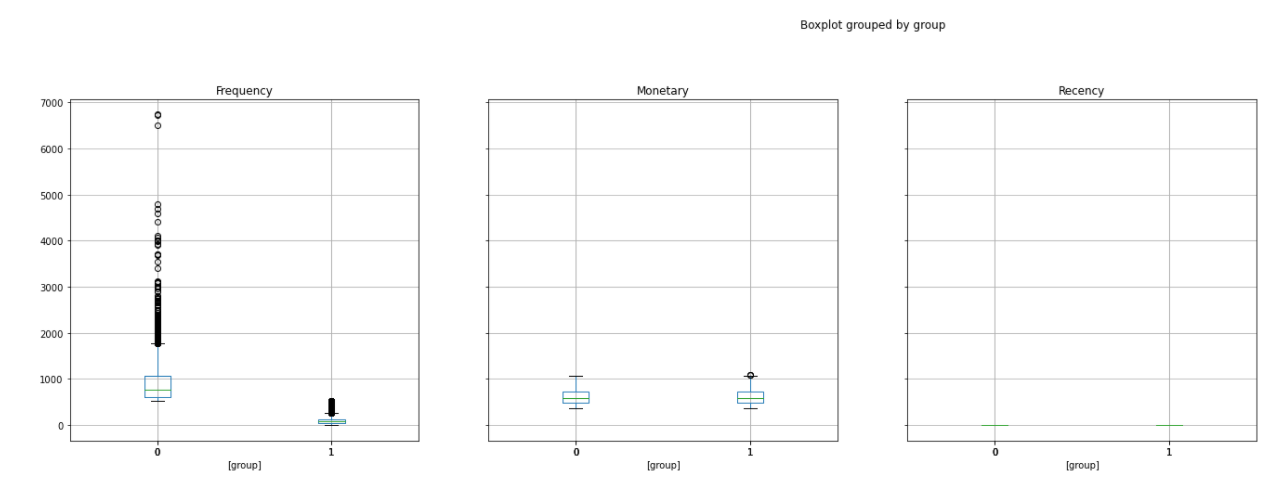 Boxplot grouped by group
Frequency
Monetary
Recency
7000
6000
5000
4000
3000
2000
1000
0
0
1
0
1
0
1
[group]
[group]
[group]